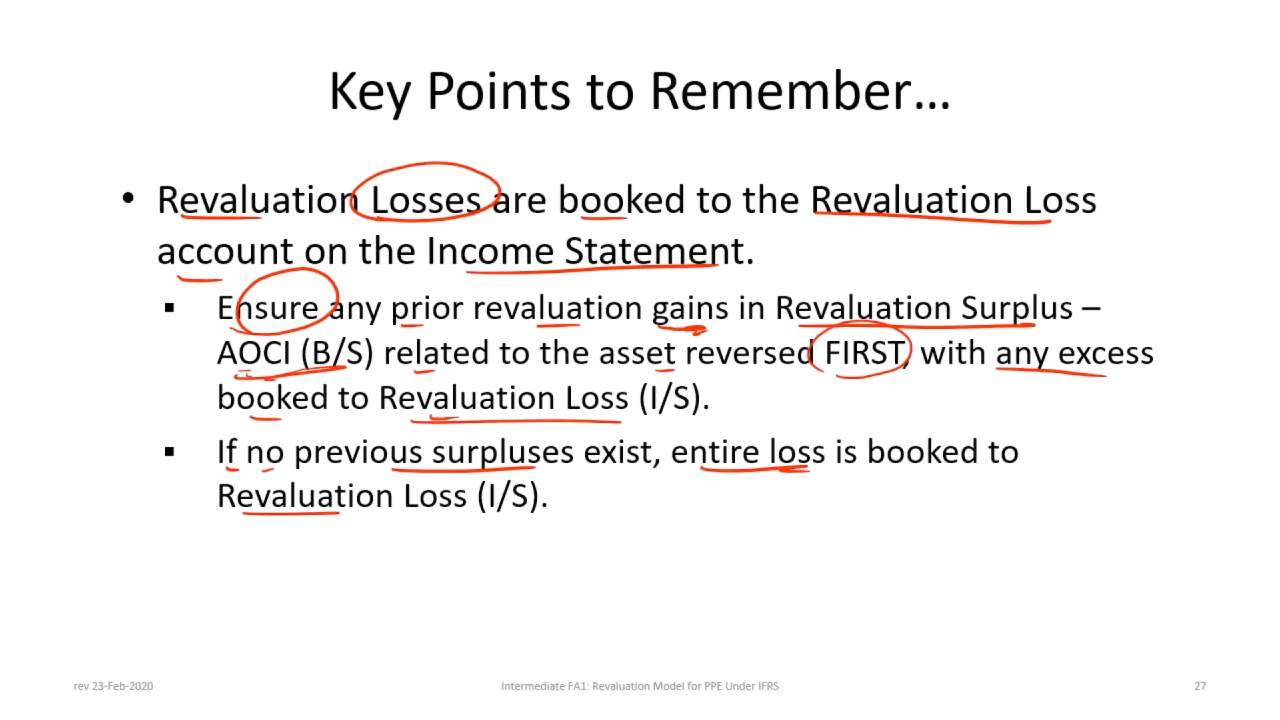 Key Points to Remember...
• Revaluation Losses are booked to the Revaluation Loss
account on the Income Statement.
▪ Ensure any prior revaluation gains in Revaluation Surplus –
AOCI (B/S) related to the asset reversed FIRST, with any excess
booked to Revaluation Loss (I/S).
▪ If no previous surpluses exist, entire loss is booked to
Revaluation Loss (I/S).
rev 23-Feb-2020
Intermediate FA1: Revaluation Model for PPE Under IFRS
27